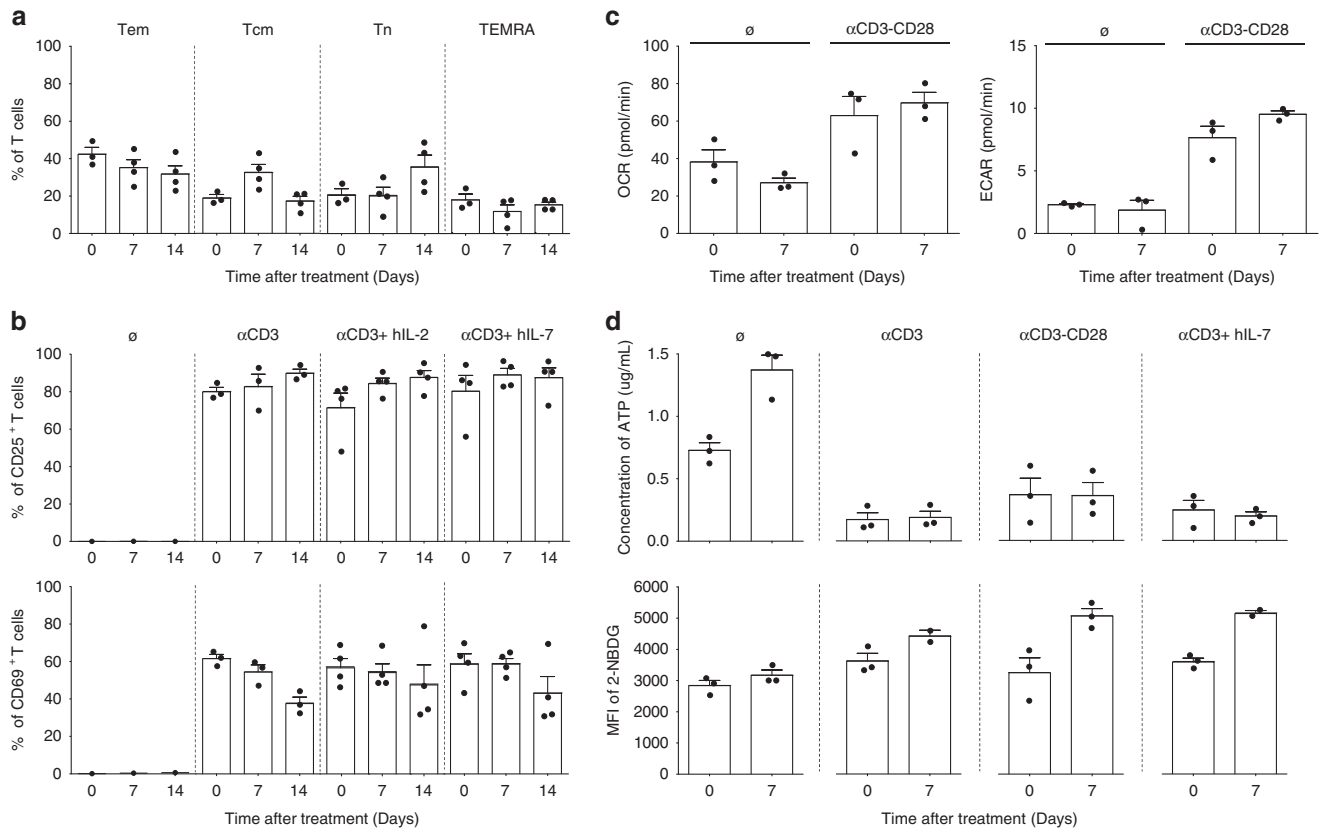 a
Tem Tcm Tn TEMRA
100
80
60
40
20
0
% of T cells
0 7 14 0 7 14 0 7 14 0 7 14
Time after treatment (Days)
b
ø αCD3 αCD3+ hIL-2 αCD3+ hIL-7
100
80
60
40
20
0
% of CD25+ T cells
0 7 14 0 7 14 0 7 14 0 7 14
100
80
60
40
20
0
% of CD69+T cells
0 7 14 0 7 14 0 7 14 0 7 14
Time after treatment (Days)
c
ø αCD3-CD28
100
80
60
40
20
0
OCR (pmol/min)
0 7 0 7
Time after treatment (Days)
ø αCD3-CD28
15
10
5
0
ECAR (pmol/min)
0 7 0 7
Time after treatment (Days)
d
ø αCD3 αCD3-CD28 αCD3+ hIL-7
1.5
1.0
0.5
0.0
Concentration of ATP (ug/mL)
6000
5000
4000
3000
2000
1000
0
MFI of 2-NBDG
0 7 0 7 0 7 0 7
Time after treatment (Days)